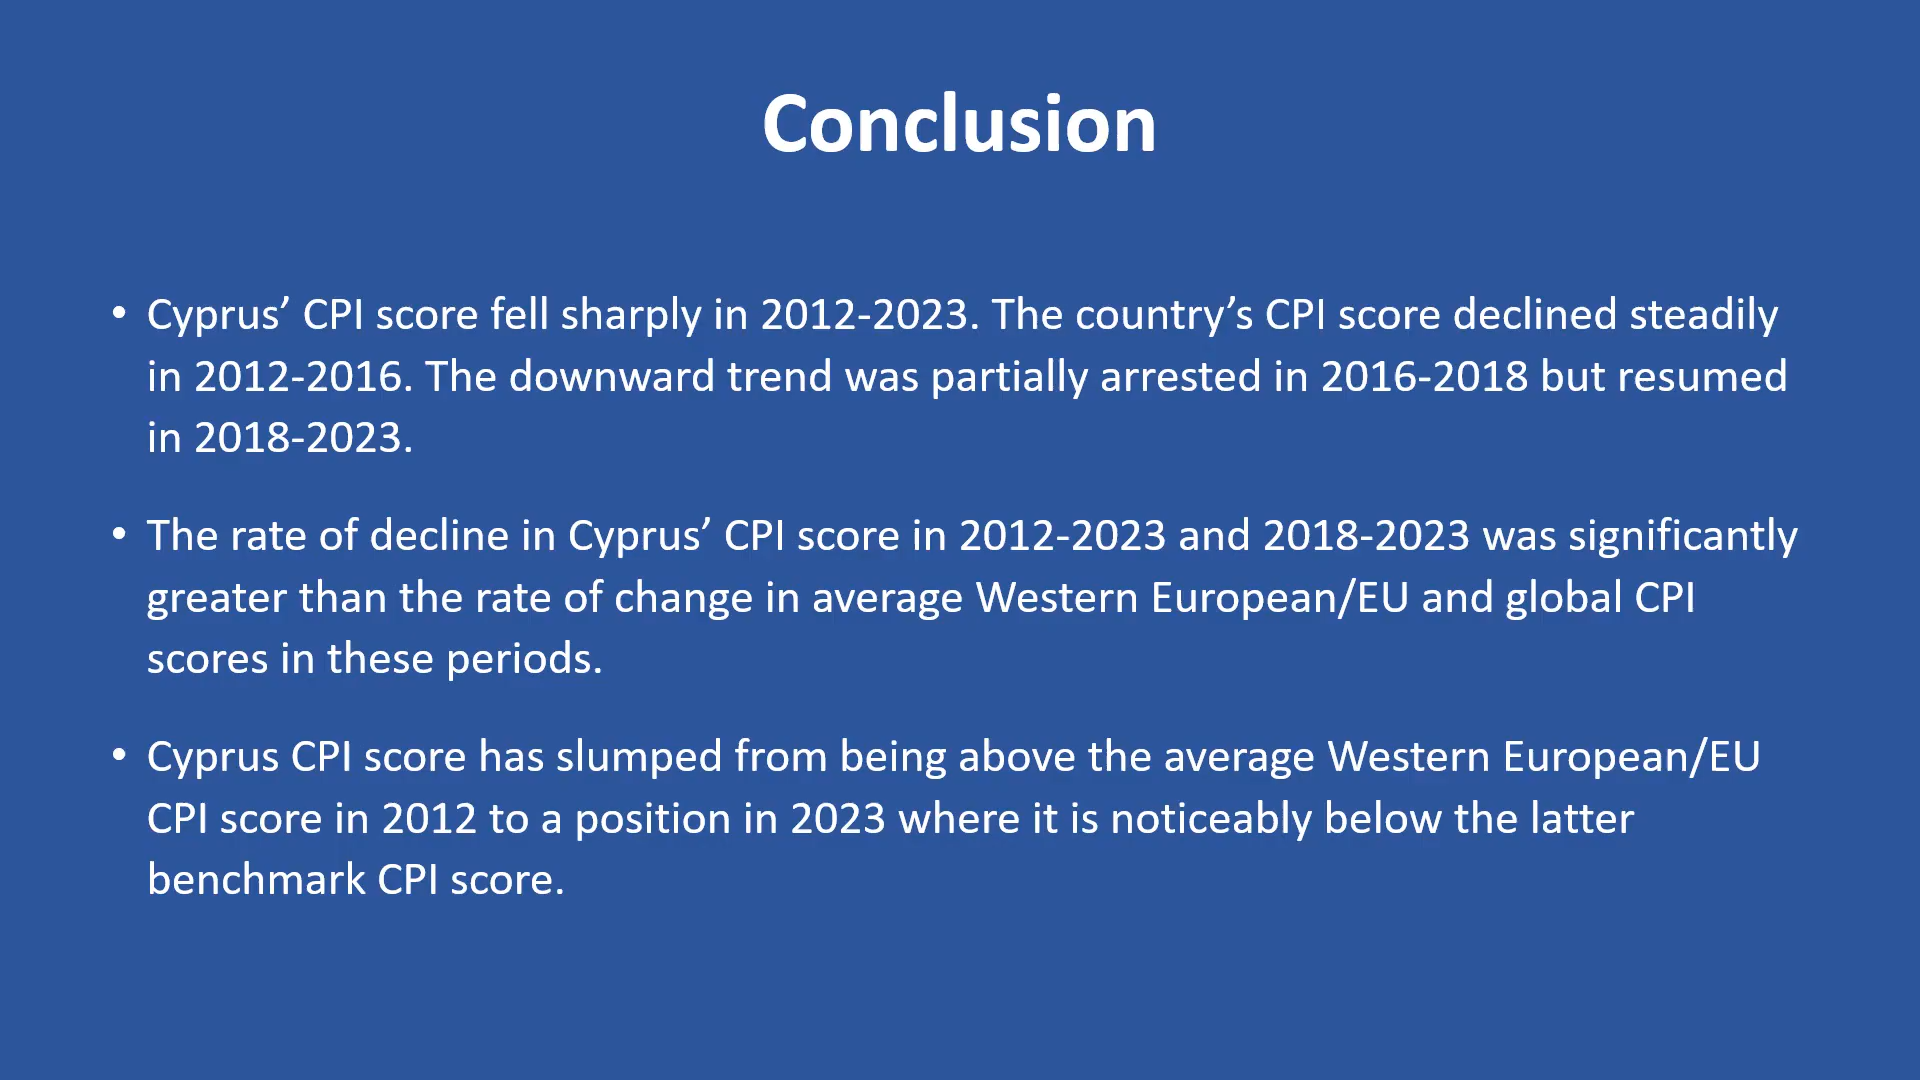 Conclusion
• Cyprus’ CPI score fell sharply in 2012-2023. The country’s CPI score declined steadily
in 2012-2016. The downward trend was partially arrested in 2016-2018 but resumed
in 2018-2023.
• The rate of decline in Cyprus’ CPI score in 2012-2023 and 2018-2023 was significantly
greater than the rate of change in average Western European/EU and global CPI
scores in these periods.
• Cyprus CPI score has slumped from being above the average Western European/EU
CPI score in 2012 to a position in 2023 where it is noticeably below the latter
benchmark CPI score.